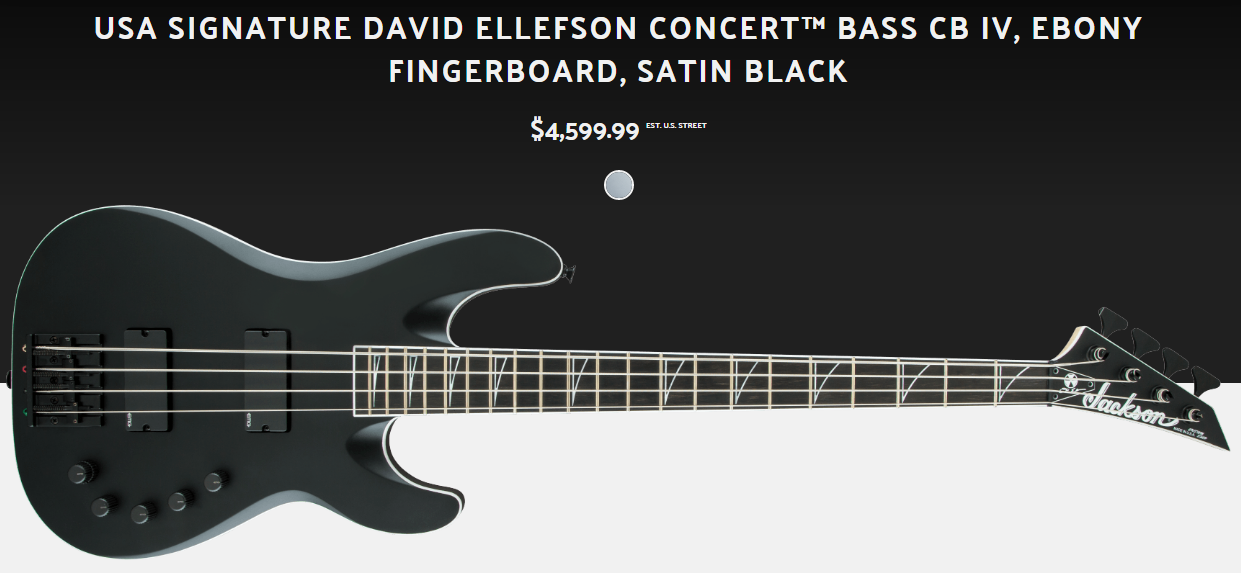 USA SIGNATURE DAVID ELLEFSON CONCERT™ BASS CB IV, EBONY
FINGERBOARD, SATIN BLACK
$4,599.99 EST. U.S. STREET
Jackson